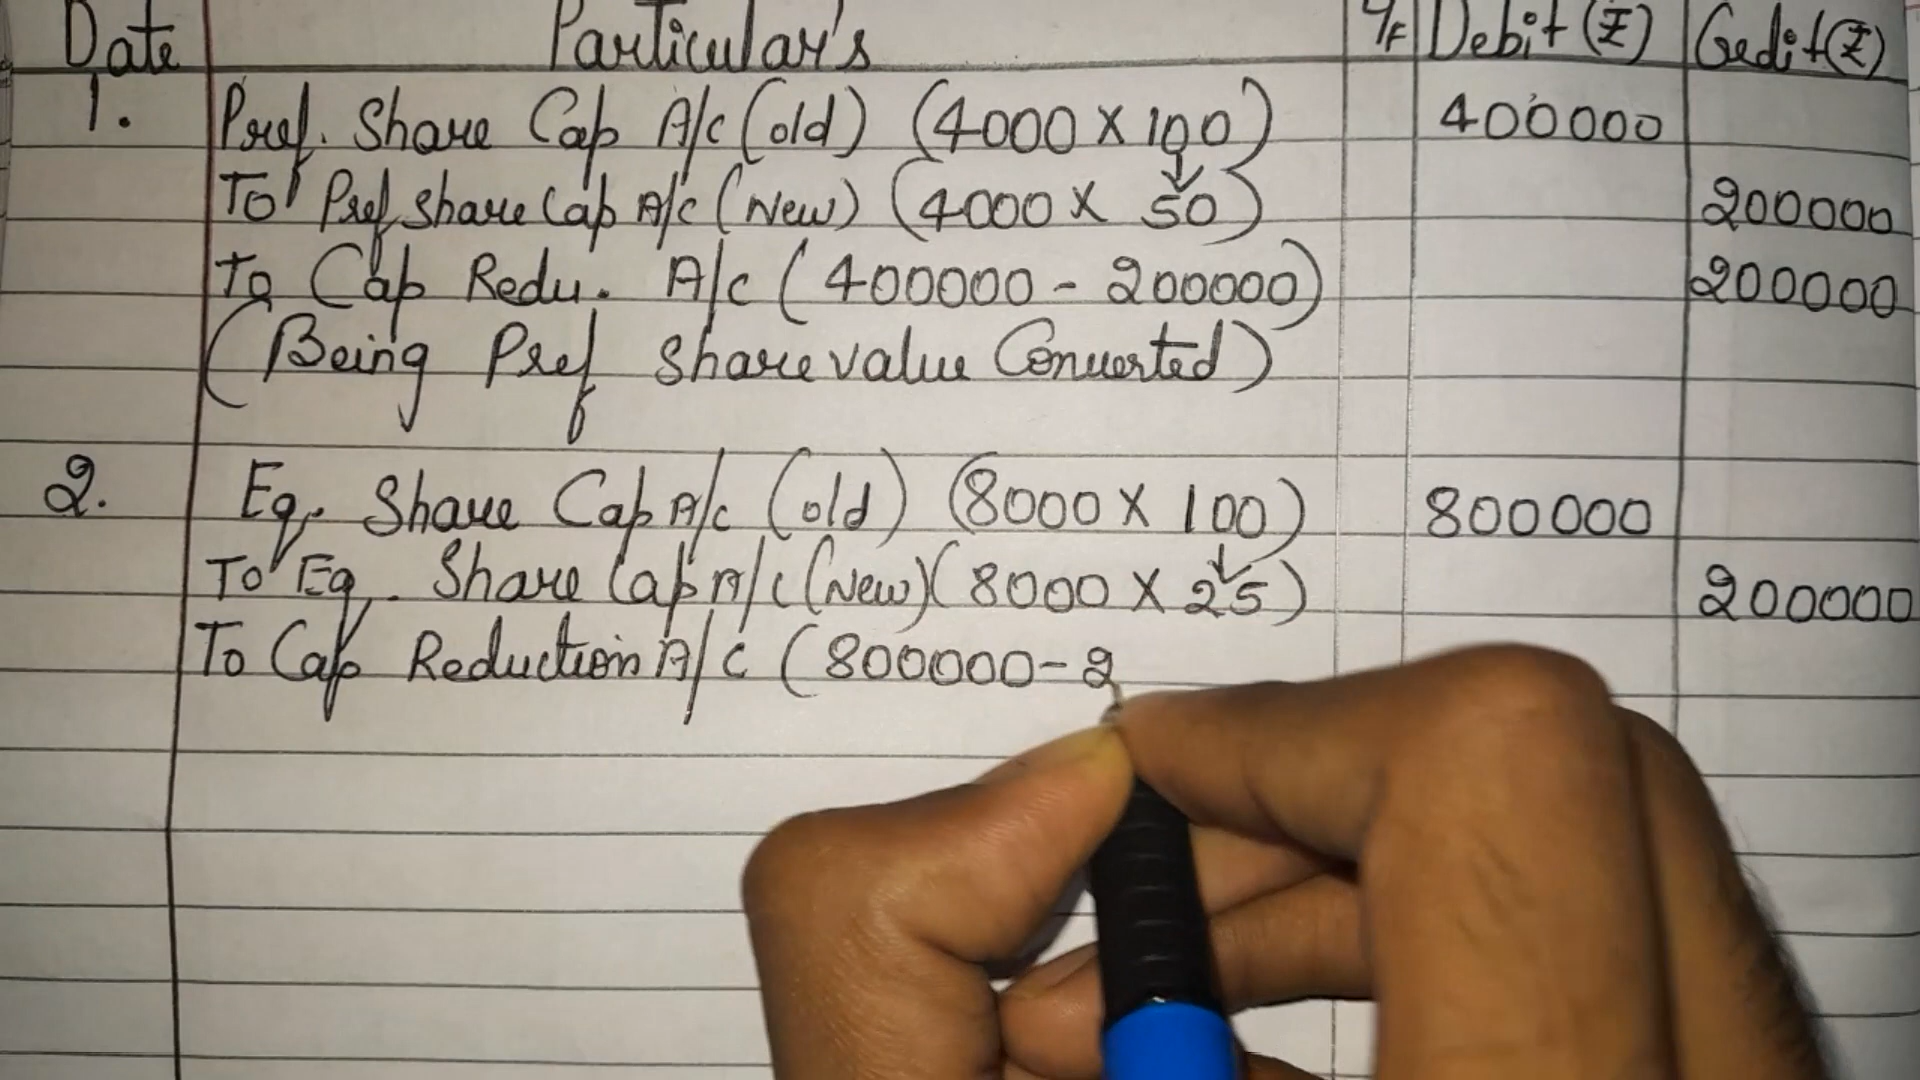 Date Particular's L/F Debit (₹) Credit (₹)
1. Pref. Share Cap A/c (old) (4000 X 100) 400000
To Pref Share Cap A/c (New) (4000 X 50) 200000
To Cap Redu. A/c (400000 - 200000) 200000
(Being Pref Share value Converted)
2. Eq. Share Cap A/c (old) (8000 X 100) 800000
To Eq. Share Cap A/c (New) (8000 X 25) 200000
To Cap Reduction A/c (800000-2